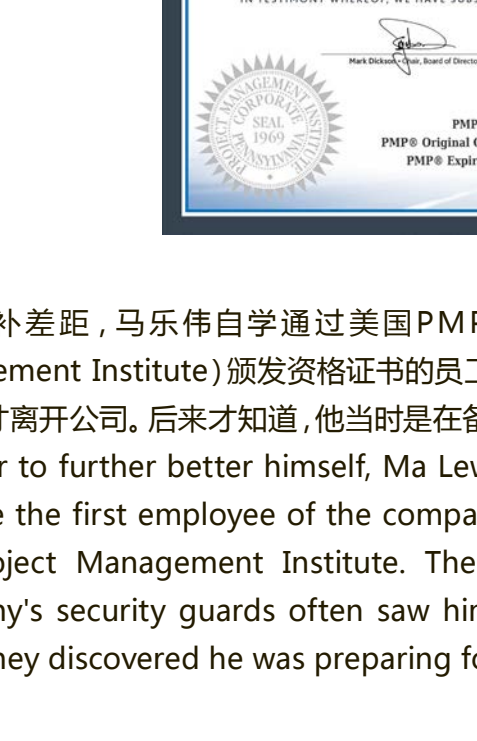 IN TESTIMONY WHEREOF, WE HAVE SUBS
Mark Dickson • Chair, Board of Directo
PROJECT MANAGEMENT INSTITUTE
CORPORATE
SEAL
1969
PENNSYLVANIA
PMP
PMP® Original
PMP® Expir
补差距,马乐伟自学通过美国PMP
ement Institute)颁发资格证书的员工
才离开公司。后来才知道,他当时是在备
r to further better himself, Ma Lew
e the first employee of the compa
oject Management Institute. The
ny's security guards often saw him
hey discovered he was preparing fo